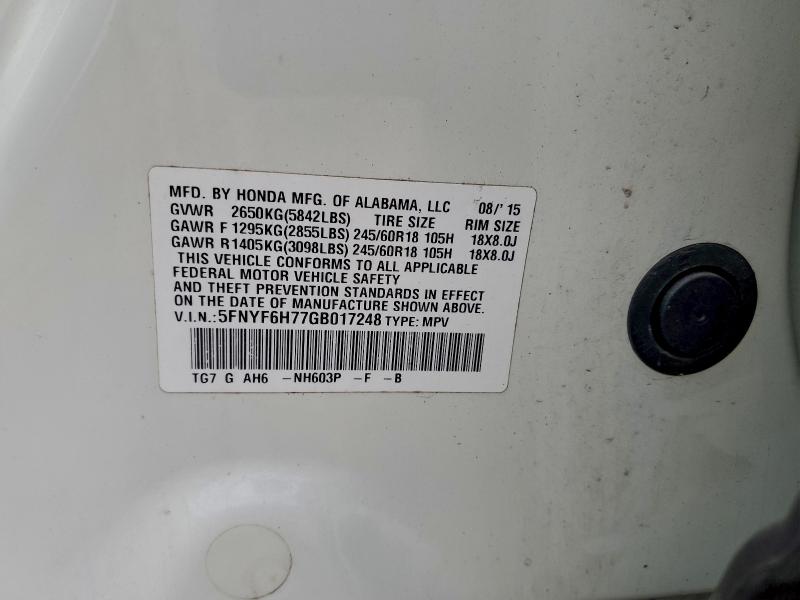 MFD. BY HONDA MFG. OF ALABAMA, LLC 08/'15
GVWR 2650KG(5842LBS) TIRE SIZE RIM SIZE
GAWR F 1295KG(2855LBS) 245/60R18 105H 18X8.0J
GAWR R 1405KG(3098LBS) 245/60R18 105H 18X8.0J
THIS VEHICLE CONFORMS TO ALL APPLICABLE
FEDERAL MOTOR VEHICLE SAFETY
AND THEFT PREVENTION STANDARDS IN EFFECT
ON THE DATE OF MANUFACTURE SHOWN ABOVE.
V.I.N.: 5FNYF6H77GB017248 TYPE: MPV
TG7 G AH6 -NH603P -F -B